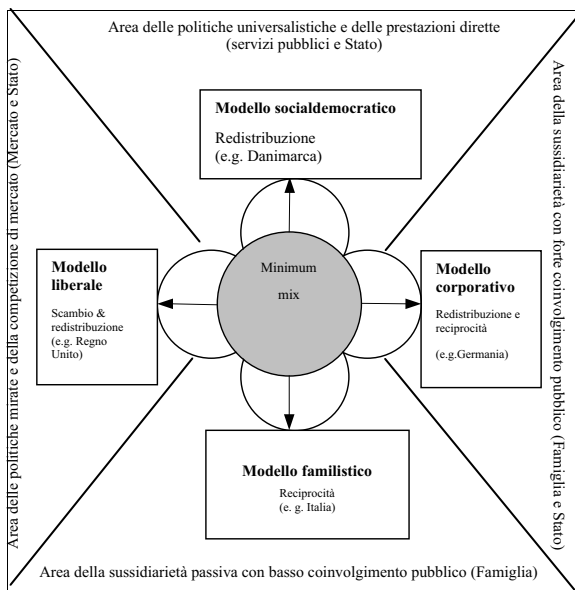 Area delle politiche universalistiche e delle prestazioni dirette
(servizi pubblici e Stato)
Area delle politiche mirate e della competizione di mercato (Mercato e Stato)
Modello socialdemocratico
Redistribuzione
(e.g. Danimarca)
Modello
liberale
Scambio &
redistribuzione
(e.g. Regno
Unito)
Minimum
mix
Modello
corporativo
Redistribuzione e
reciprocità
(e.g.Germania)
Modello familistico
Reciprocità
(e. g. Italia)
Area della sussidiarietà con forte coinvolgimento pubblico (Famiglia e Stato)
Area della sussidiarietà passiva con basso coinvolgimento pubblico (Famiglia)